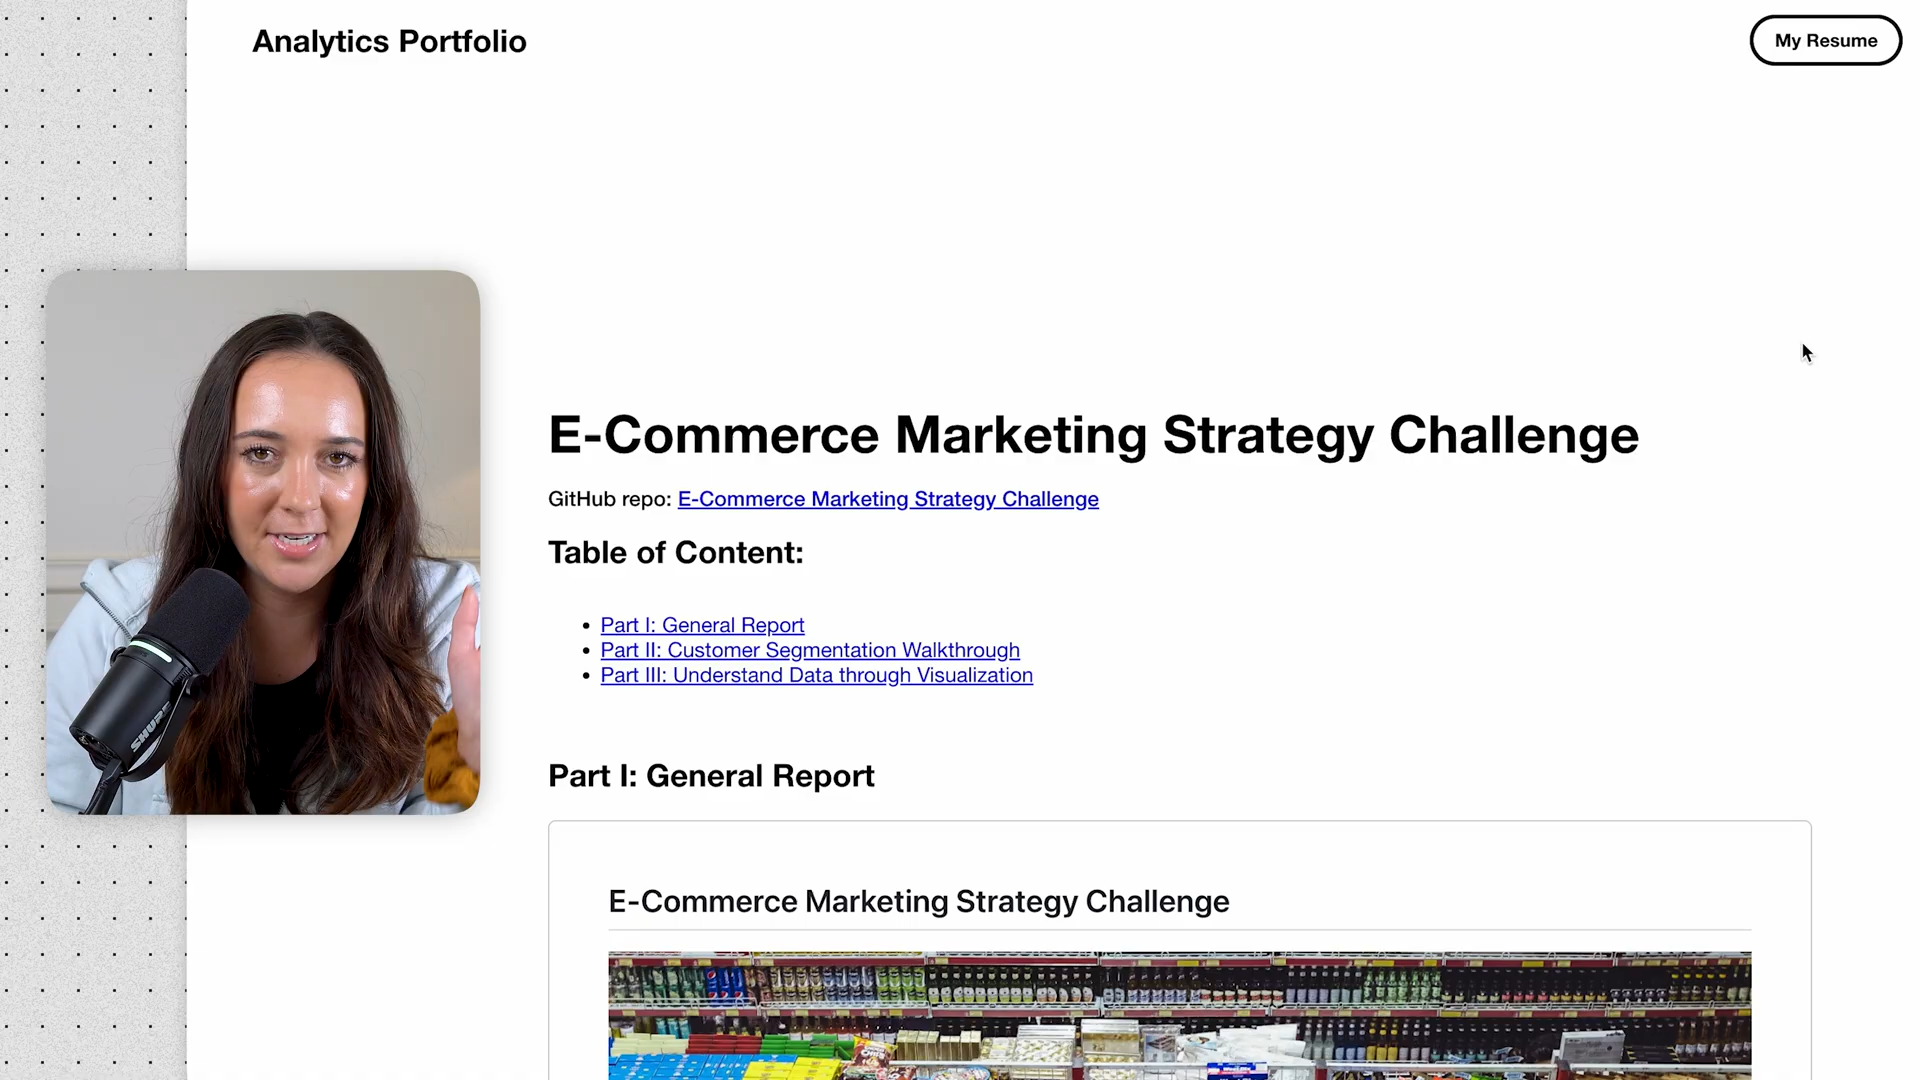 Analytics Portfolio
My Resume
E-Commerce Marketing Strategy Challenge
GitHub repo: E-Commerce Marketing Strategy Challenge
Table of Content:
Part I: General Report
Part II: Customer Segmentation Walkthrough
Part III: Understand Data through Visualization
SHURE
Part I: General Report
E-Commerce Marketing Strategy Challenge